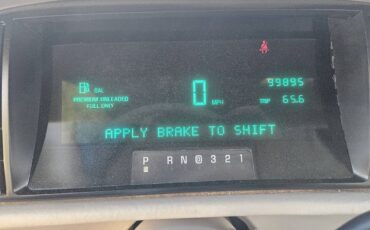 GAL
PREMIUM UNLEADED
FUEL ONLY
0 MPH
99895
TRIP 65.6
APPLY BRAKE TO SHIFT
P R N @ 3 2 1